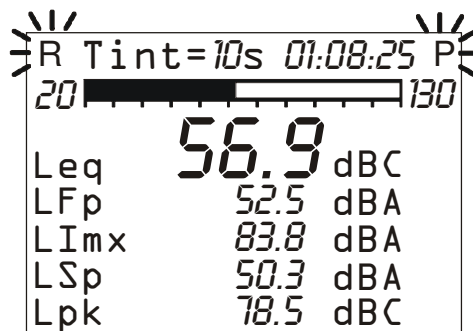 R Tint=10s 01:08:25 P
20 130
Leq 56.9 dBC
LFp 52.5 dBA
LImx 83.8 dBA
LSp 50.3 dBA
Lpk 78.5 dBC